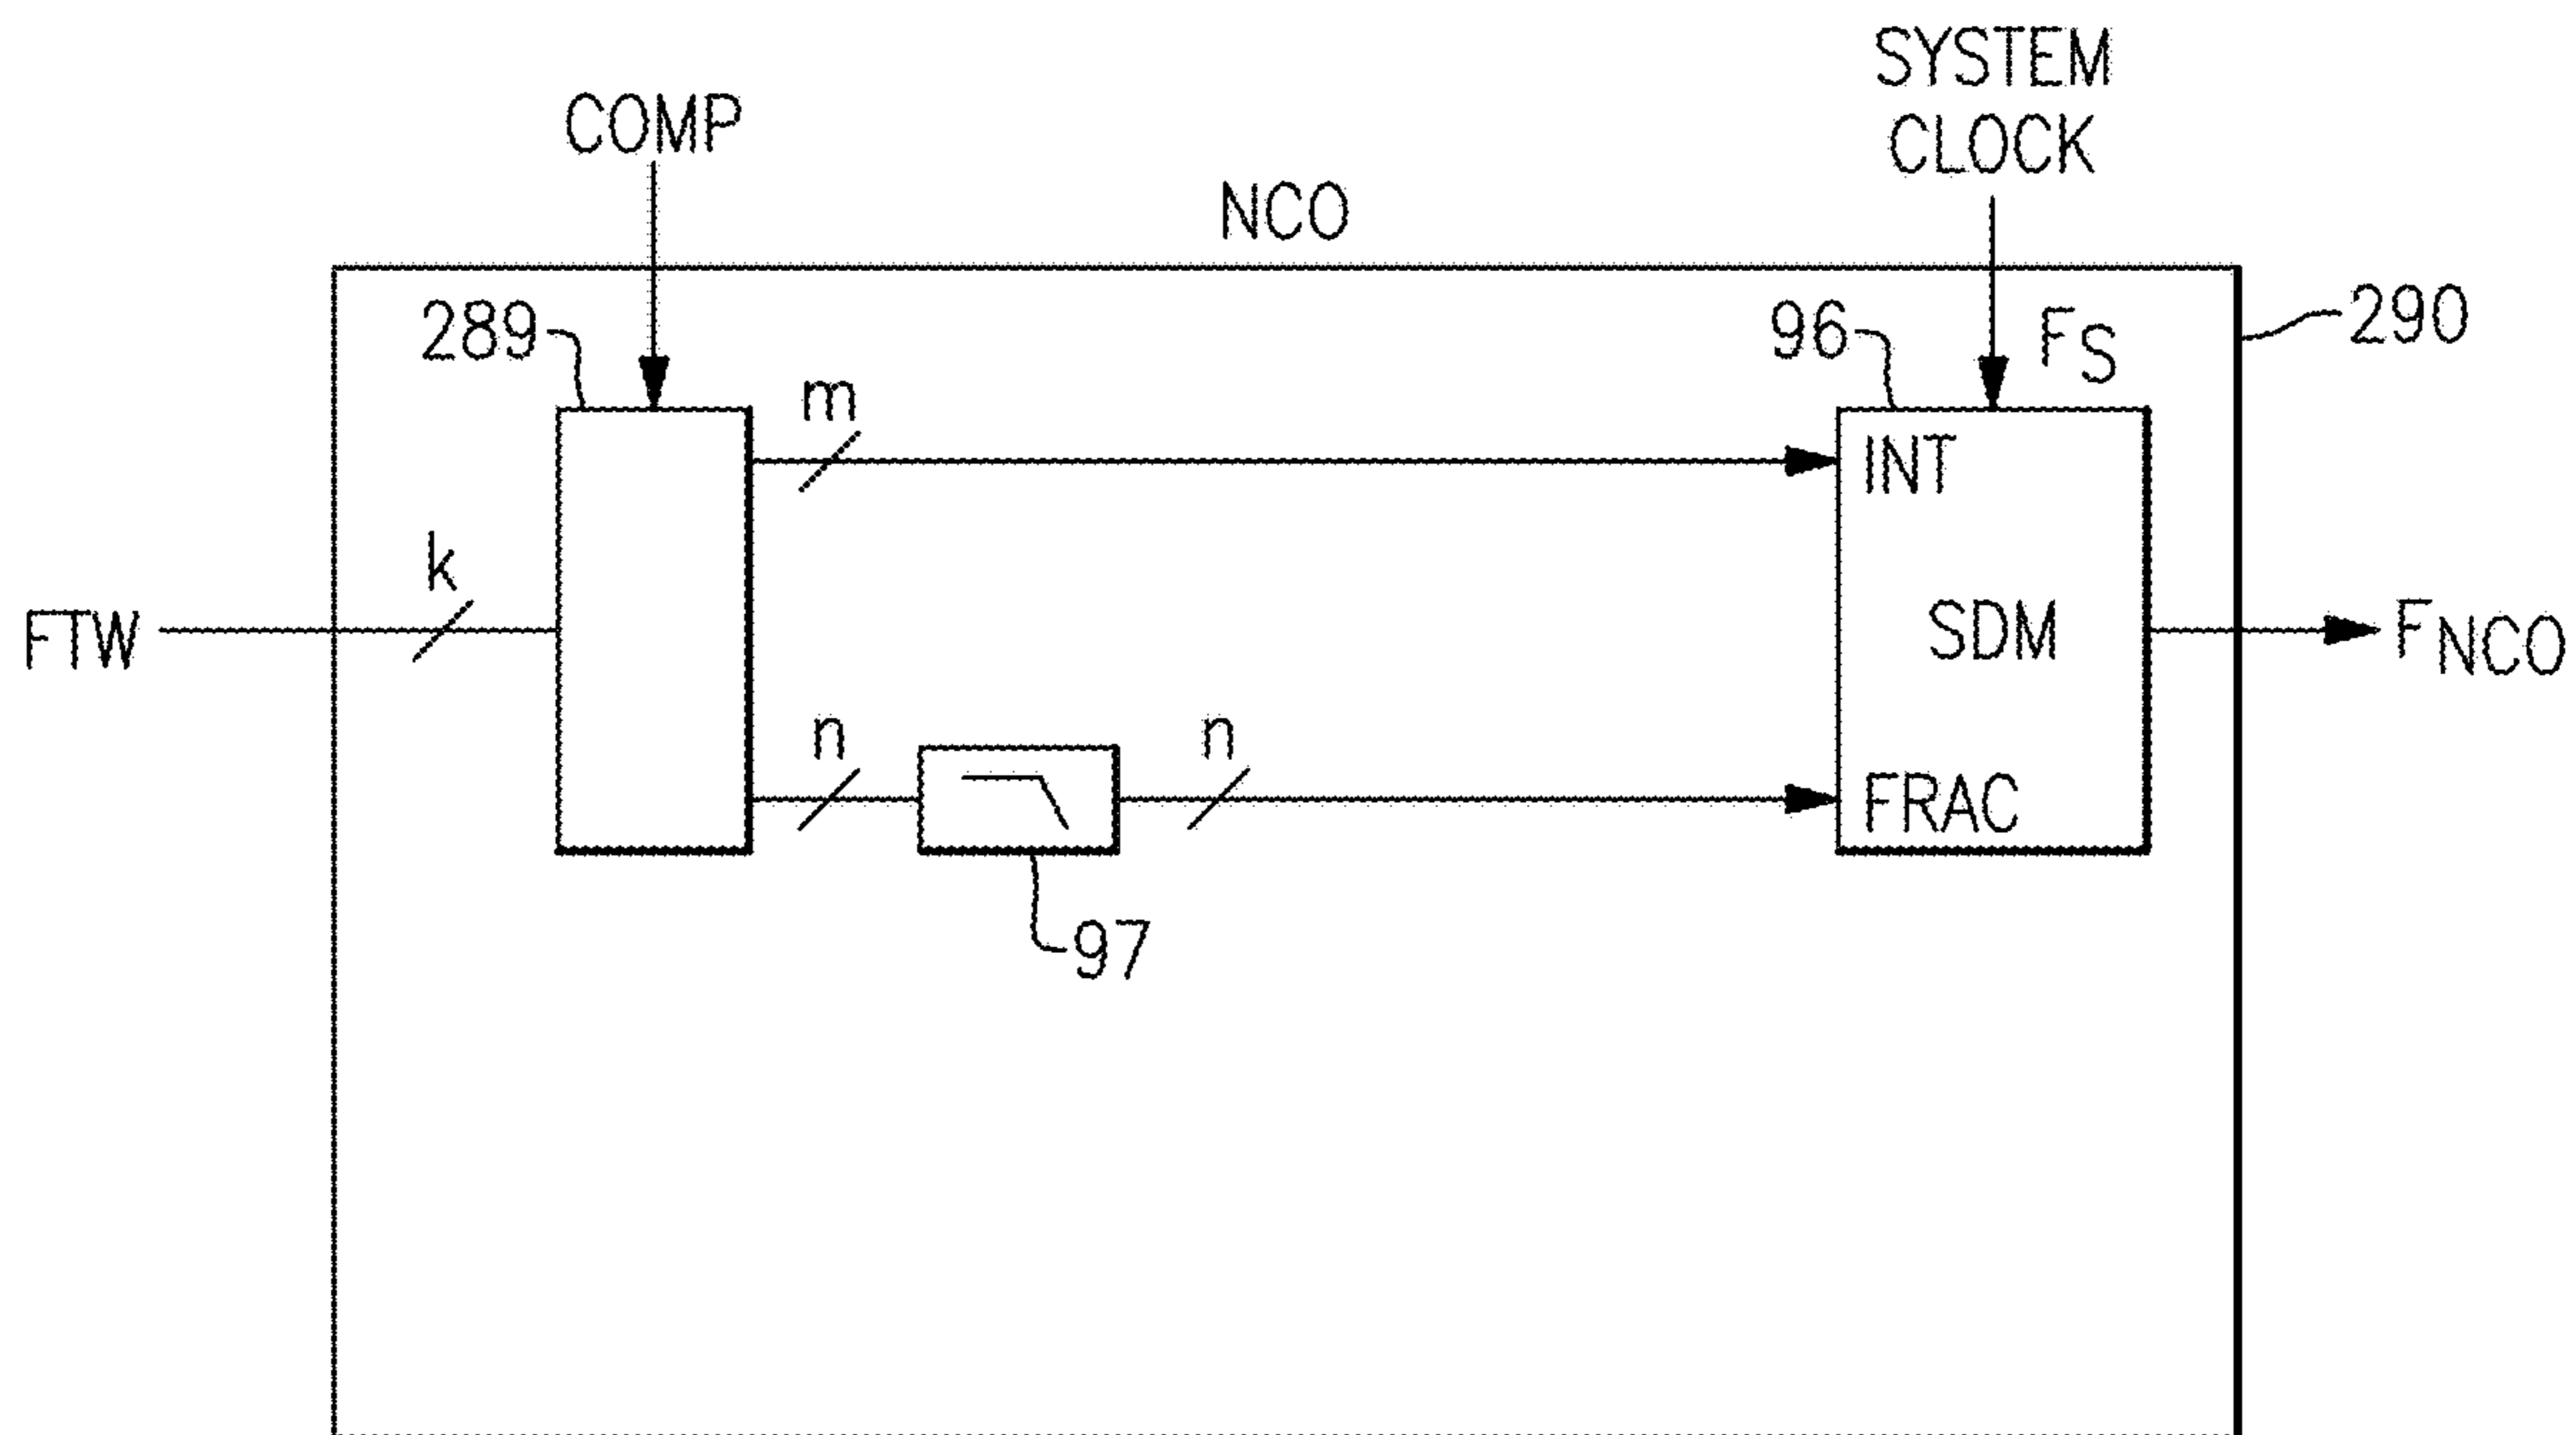 SYSTEM
CLOCK
COMP
NCO
289
96
FS
290
m
INT
k
FTW
SDM
FNCO
n
n
FRAC
97